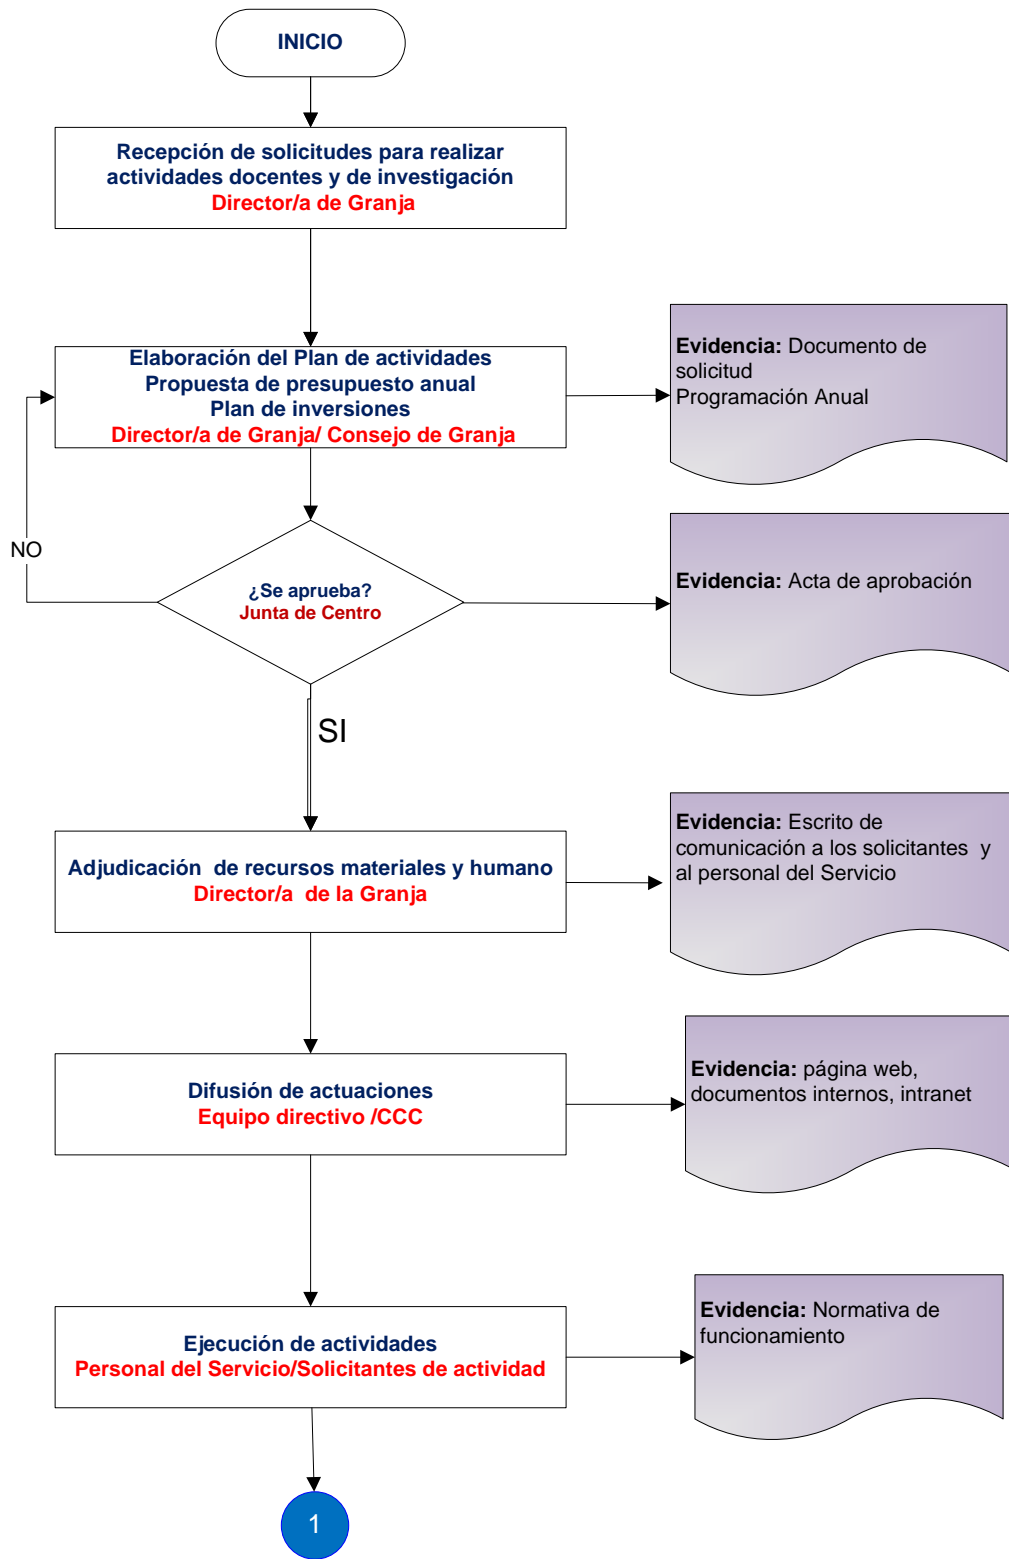 INICIO
Recepción de solicitudes para realizar
actividades docentes y de investigación
Director/a de Granja
Elaboración del Plan de actividades
Propuesta de presupuesto anual
Plan de inversiones
Director/a de Granja/ Consejo de Granja
Evidencia: Documento de
solicitud
Programación Anual
NO
¿Se aprueba?
Junta de Centro
Evidencia: Acta de aprobación
SI
Adjudicación  de recursos materiales y humano
Director/a  de la Granja
Evidencia: Escrito de
comunicación a los solicitantes  y
al personal del Servicio
Difusión de actuaciones
Equipo directivo /CCC
Evidencia: página web,
documentos internos, intranet
Ejecución de actividades
Personal del Servicio/Solicitantes de actividad
Evidencia: Normativa de
funcionamiento
1